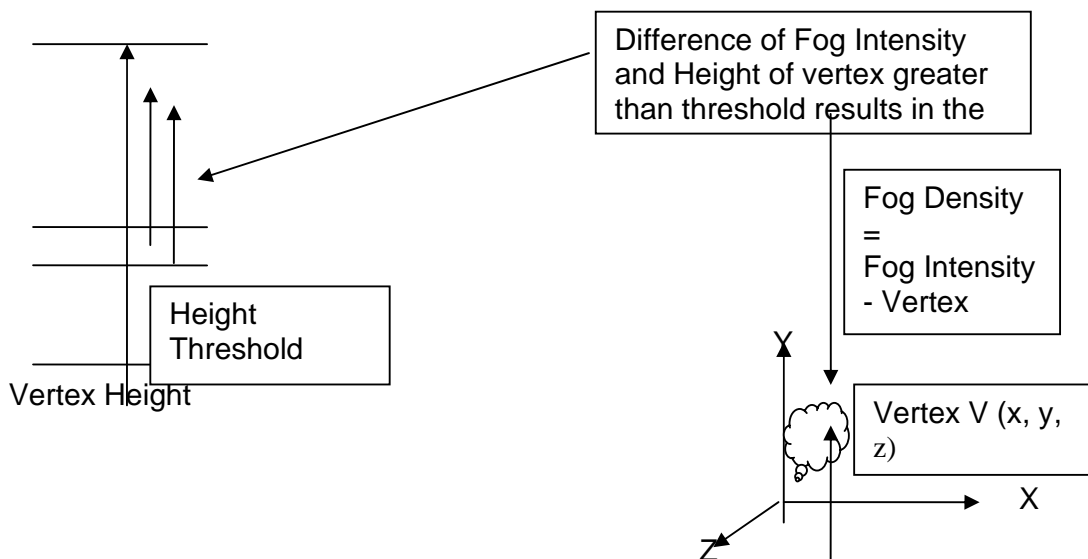 Difference of Fog Intensity
and Height of vertex greater
than threshold results in the
Fog Density
=
Fog Intensity
- Vertex
Height
Threshold
Vertex Height
Y
Vertex V (x, y,
z)
X
Z